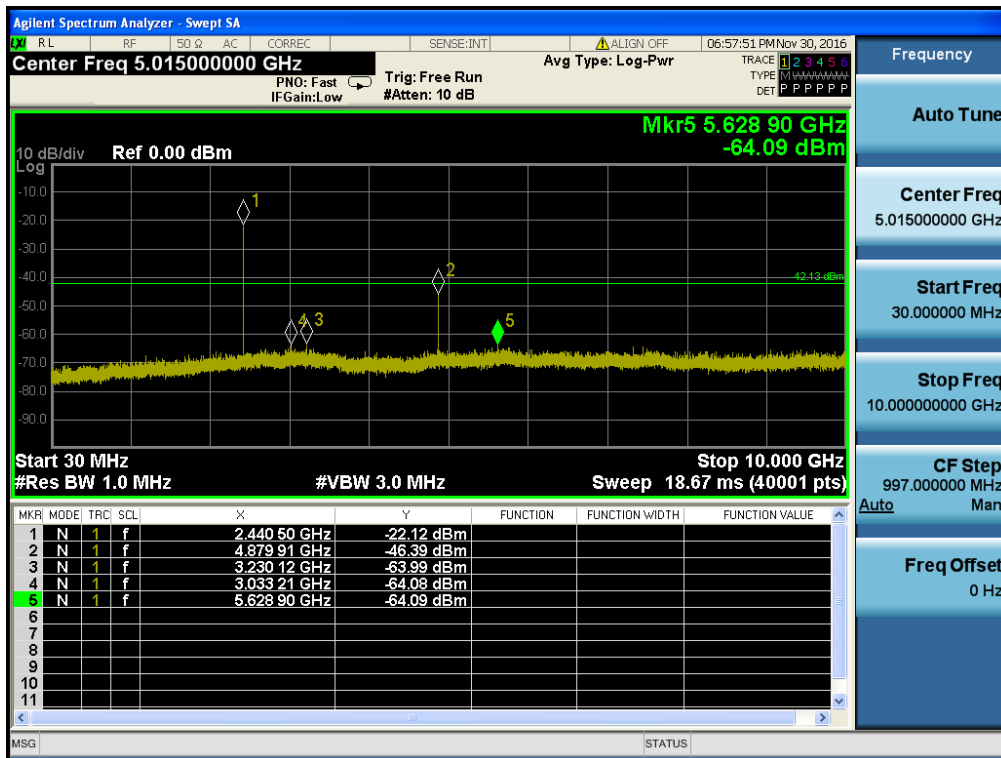 Agilent Spectrum Analyzer - Swept SA
LXI RL RF 50 Ω AC CORREC SENSE:INT ALIGN OFF 06:57:51 PM Nov 30, 2016
Center Freq 5.015000000 GHz
PNO: Fast
IFGain:Low
Trig: Free Run
#Atten: 10 dB
Avg Type: Log-Pwr
TRACE 1 2 3 4 5 6
TYPE M
DET P P P P P P
Mkr5 5.628 90 GHz
-64.09 dBm
10 dB/div Ref 0.00 dBm
Log
-10.0
-20.0
-30.0
-40.0
-50.0
-60.0
-70.0
-80.0
-90.0
1
2
4 3
5
-42.13 dBm
Start 30 MHz Stop 10.000 GHz
#Res BW 1.0 MHz #VBW 3.0 MHz Sweep 18.67 ms (40001 pts)
MKR MODE TRC SCL X Y FUNCTION FUNCTION WIDTH FUNCTION VALUE
1 N 1 f 2.440 50 GHz -22.12 dBm
2 N 1 f 4.879 91 GHz -46.39 dBm
3 N 1 f 3.230 12 GHz -63.99 dBm
4 N 1 f 3.033 21 GHz -64.08 dBm
5 N 1 f 5.628 90 GHz -64.09 dBm
6
7
8
9
10
11
MSG STATUS
Frequency
Auto Tune
Center Freq
5.015000000 GHz
Start Freq
30.000000 MHz
Stop Freq
10.000000000 GHz
CF Step
997.000000 MHz
Auto Man
Freq Offset
0 Hz